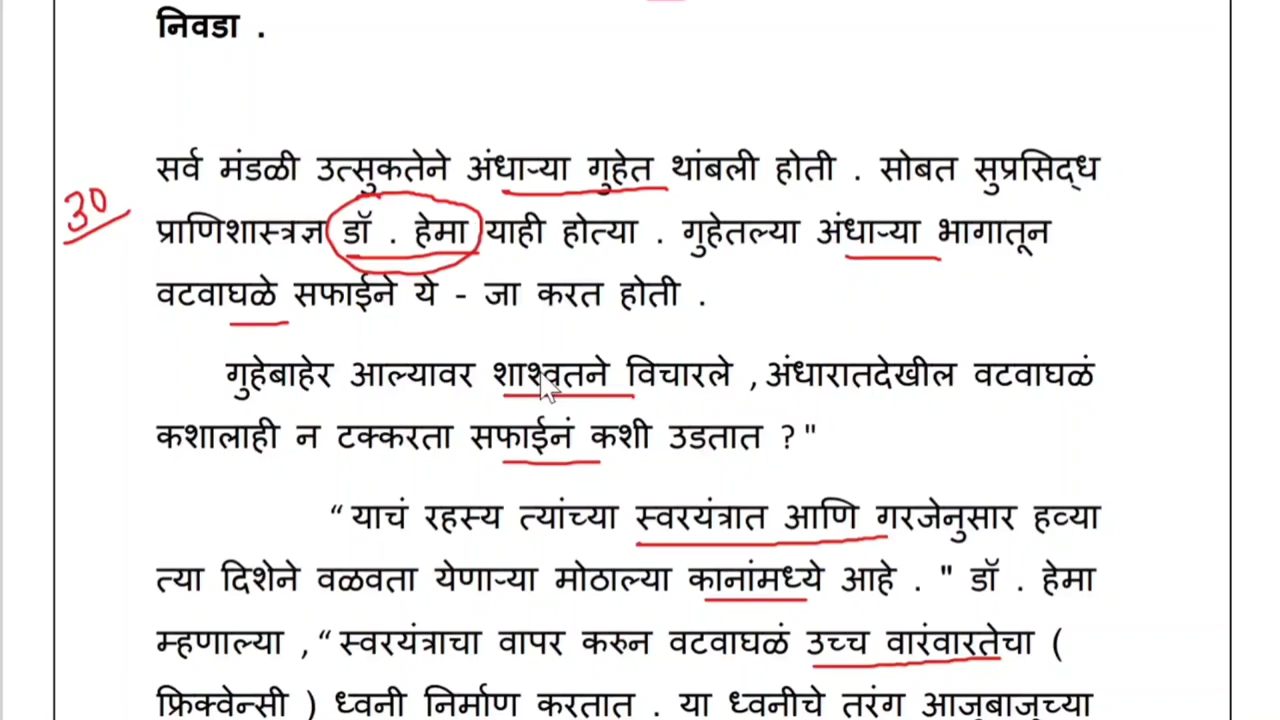 निवडा .
सर्व मंडळी उत्सुकतेने अंधाऱ्या गुहेत थांबली होती . सोबत सुप्रसिद्ध
30
प्राणिशास्त्रज्ञ डॉ . हेमा याही होत्या . गुहेतल्या अंधाऱ्या भागातून
वटवाघळे सफाईने ये - जा करत होती .
गुहेबाहेर आल्यावर शाश्वतने विचारले ,अंधारातदेखील वटवाघळं
कशालाही न टक्करता सफाईनं कशी उडतात ?"
“याचं रहस्य त्यांच्या स्वरयंत्रात आणि गरजेनुसार हव्या
त्या दिशेने वळवता येणाऱ्या मोठाल्या कानांमध्ये आहे . " डॉ . हेमा
म्हणाल्या ,“स्वरयंत्राचा वापर करुन वटवाघळं उच्च वारंवारतेचा (
फ्रिक्वेन्सी ) ध्वनी निर्माण करतात . या ध्वनीचे तरंग आजूबाजूच्या